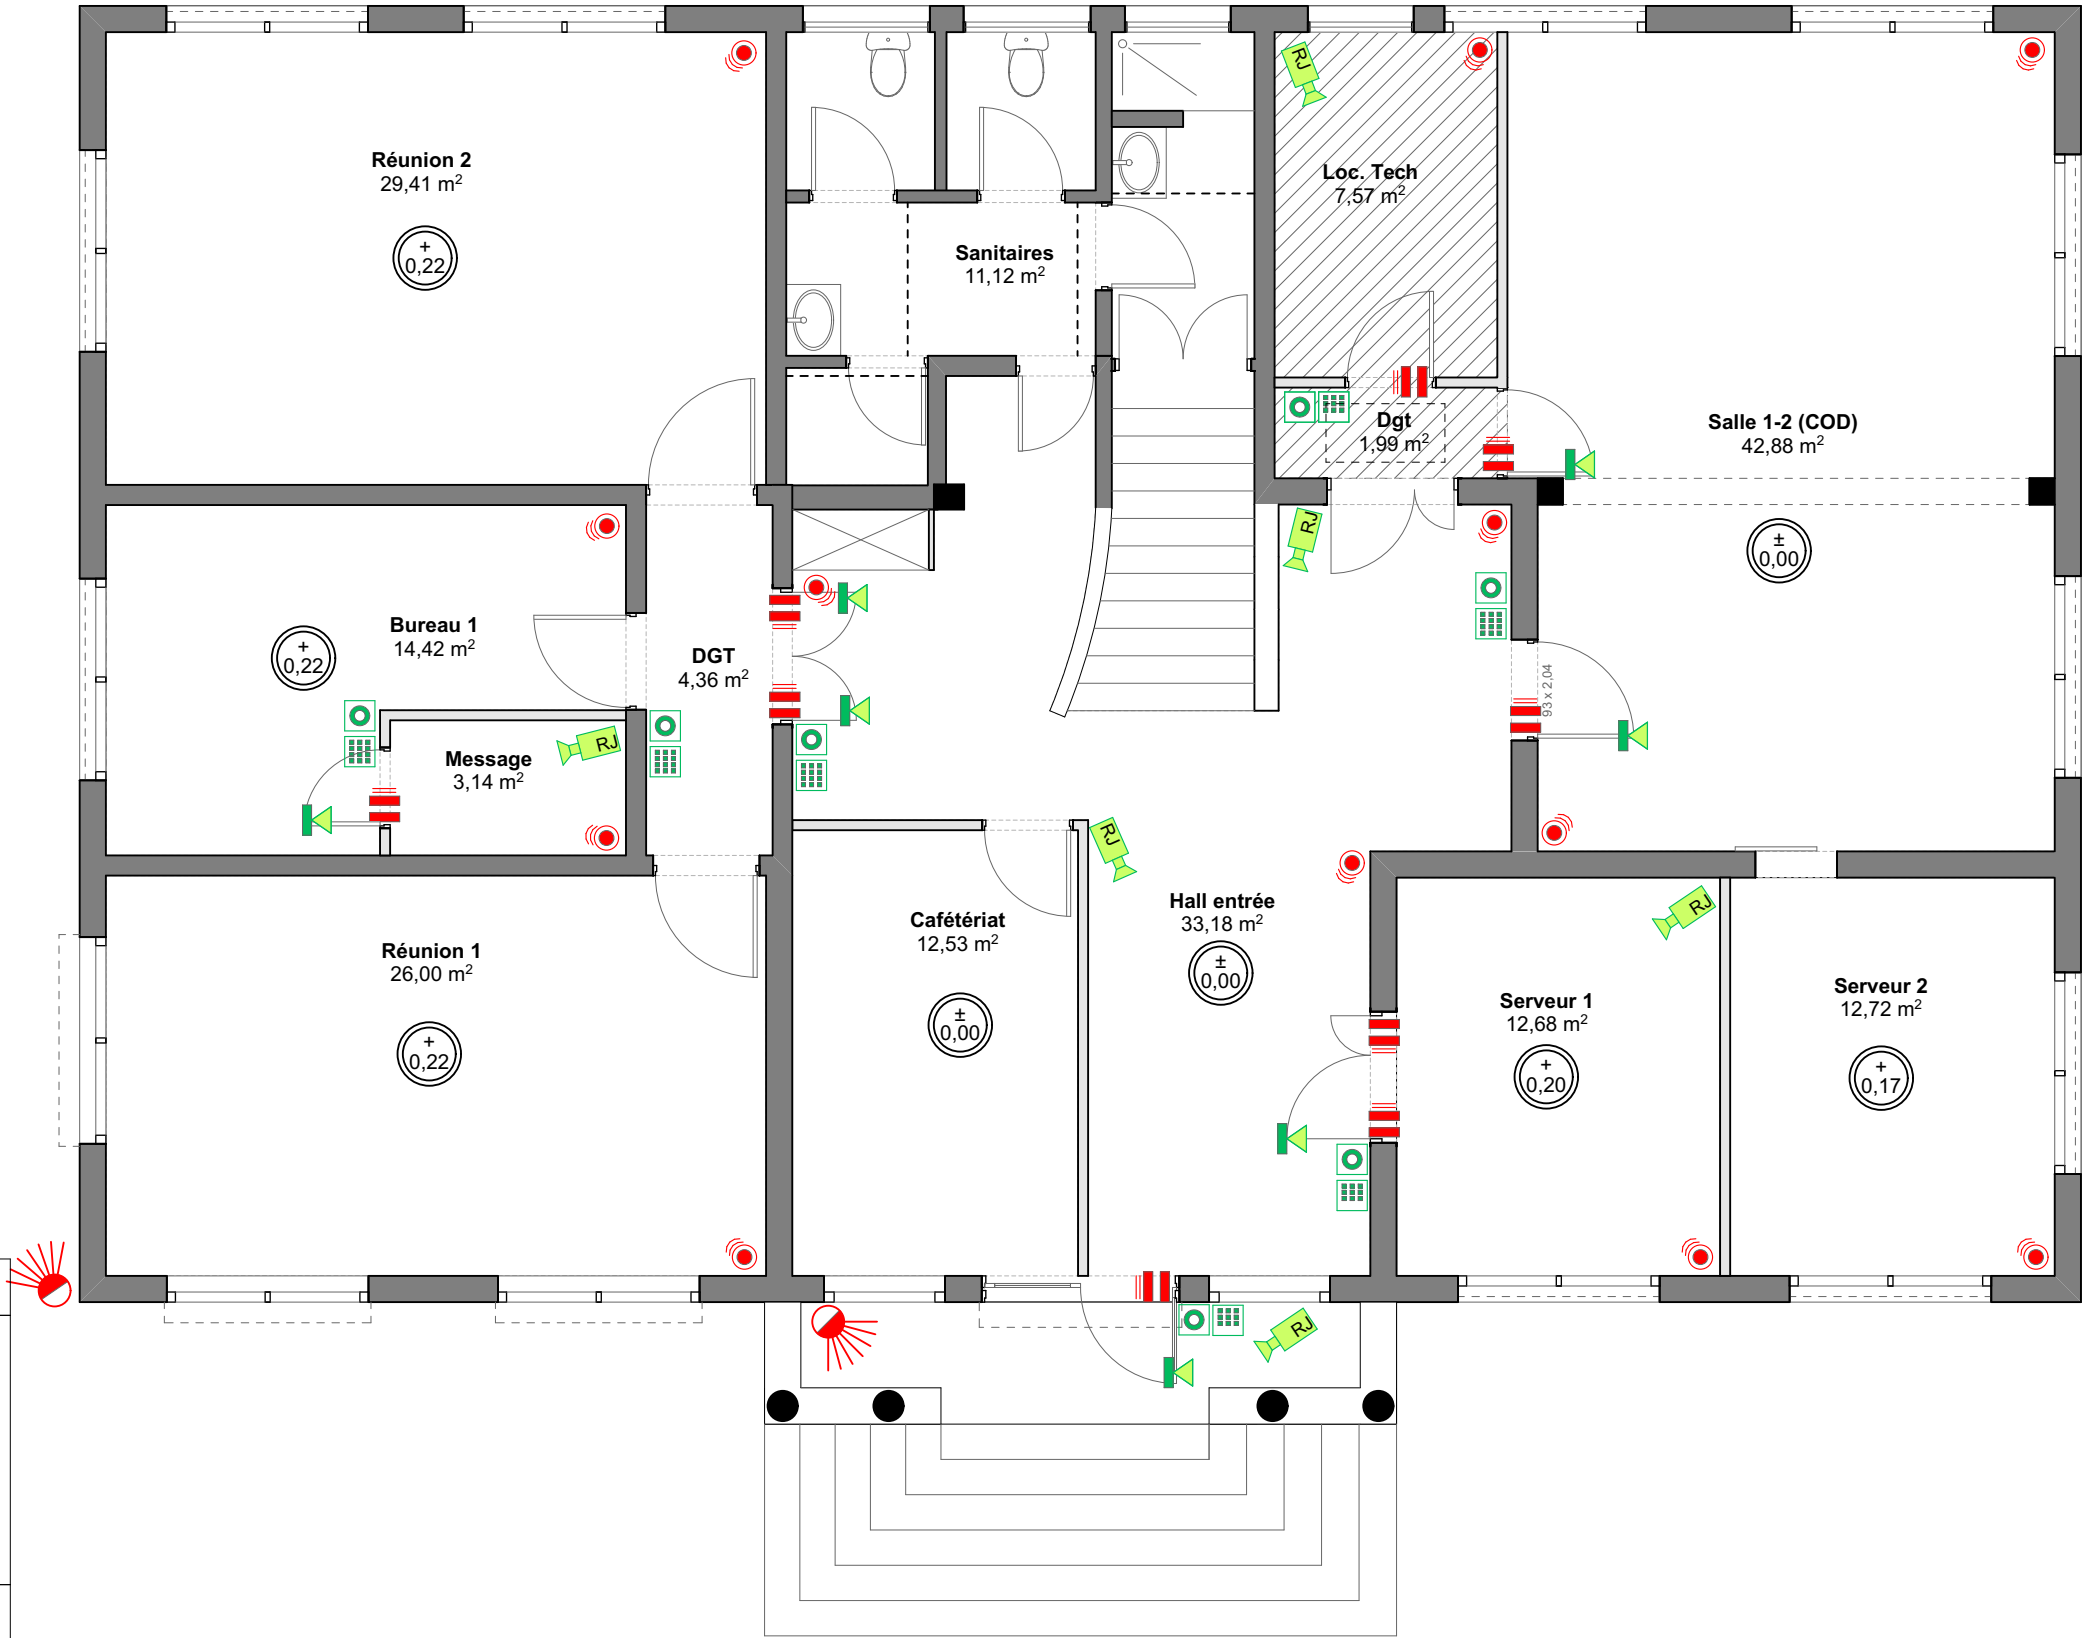 RJ
Réunion 2
29,41 m²
+
0,22
Loc. Tech
7,57 m²
Sanitaires
11,12 m²
Dgt
1,99 m²
Salle 1-2 (COD)
42,88 m²
RJ
±
0,00
Bureau 1
14,42 m²
+
0,22
DGT
4,36 m²
93 x 2,04
RJ
Message
3,14 m²
RJ
Réunion 1
26,00 m²
+
0,22
Cafétériat
12,53 m²
±
0,00
Hall entrée
33,18 m²
±
0,00
RJ
Serveur 1
12,68 m²
+
0,20
Serveur 2
12,72 m²
+
0,17
RJ